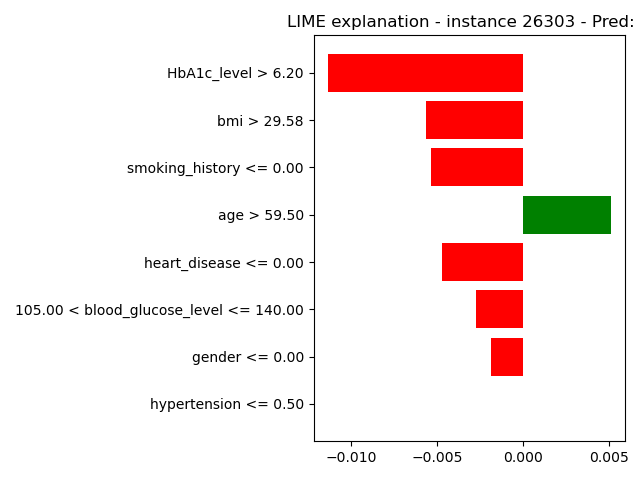 LIME explanation - instance 26303 - Pred:
HbA1c_level > 6.20
bmi > 29.58
smoking_history <= 0.00
age > 59.50
heart_disease <= 0.00
105.00 < blood_glucose_level <= 140.00
gender <= 0.00
hypertension <= 0.50
−0.010 −0.005 0.000 0.005